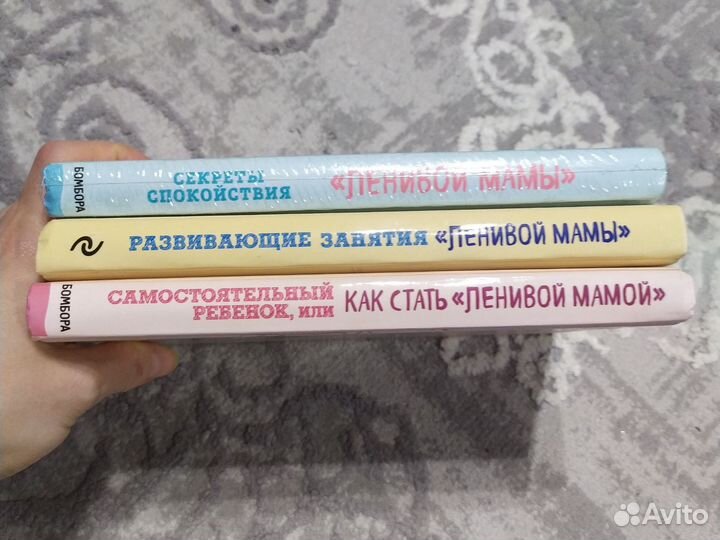 БОМБОРА
СЕКРЕТЫ
СПОКОЙСТВИЯ
«ЛЕНИВОЙ МАМЫ»
РАЗВИВАЮЩИЕ ЗАНЯТИЯ «ЛЕНИВОЙ МАМЫ»
БОМБОРА
САМОСТОЯТЕЛЬНЫЙ
РЕБЕНОК, ИЛИ
КАК СТАТЬ «ЛЕНИВОЙ МАМОЙ»
Avito